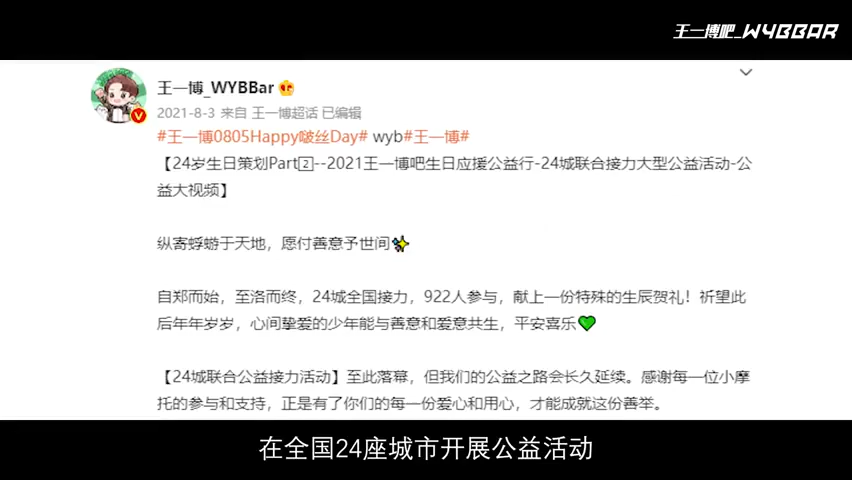 王一博吧_WYBBAR
王一博_WYBBar
2021-8-3 来自 王一博超话 已编辑
#王一博0805Happy啵丝Day# wyb#王一博#
【24岁生日策划Part2️⃣--2021王一博吧生日应援公益行-24城联合接力大型公益活动-公
益大视频】
纵寄蜉蝣于天地，愿付善意予世间✨
自郑而始，至洛而终，24城全国接力，922人参与，献上一份特殊的生辰贺礼！祈望此
后年年岁岁，心间挚爱的少年能与善意和爱意共生，平安喜乐💚
【24城联合公益接力活动】至此落幕，但我们的公益之路会长久延续。感谢每一位小摩
托的参与和支持，正是有了你们的每一份爱心和用心，才能成就这份善举。
在全国24座城市开展公益活动